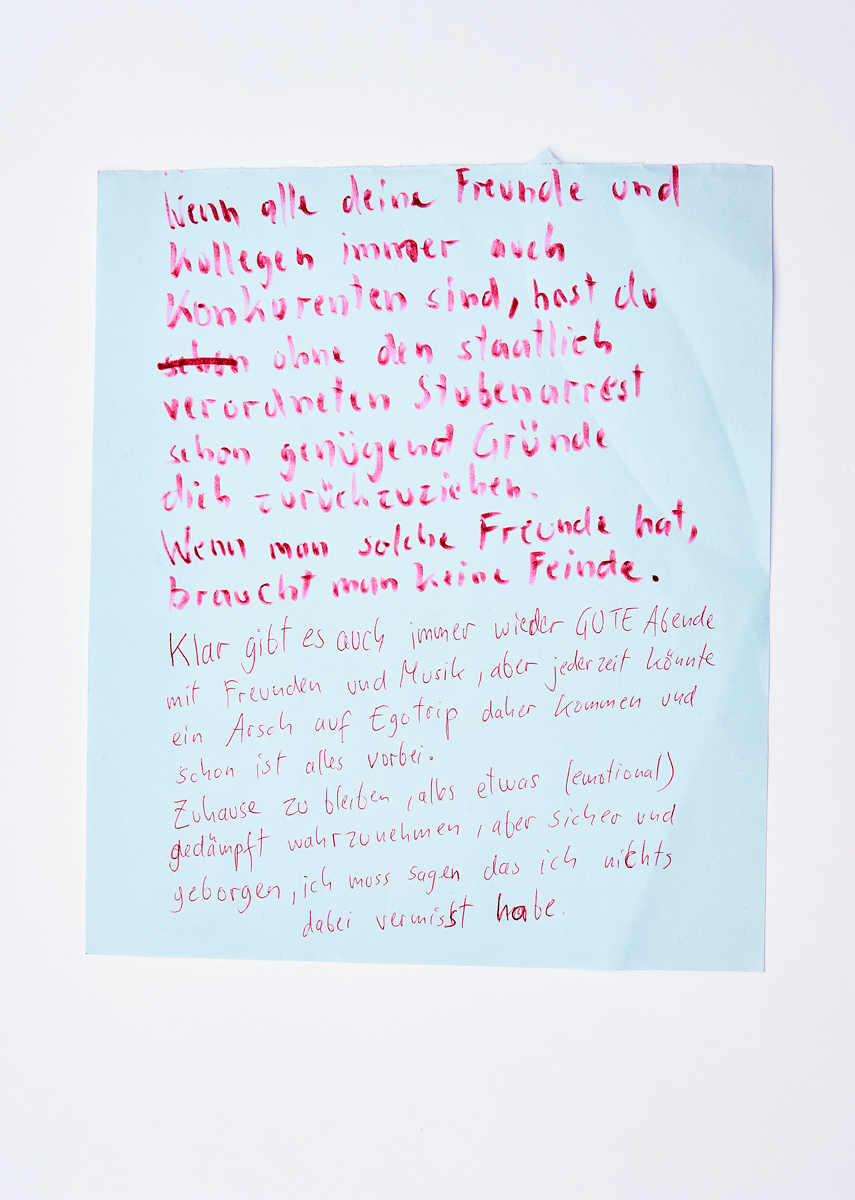 Wenn alle deine Freunde und
Kollegen immer auch
Konkurenten sind, hast du
schon ohne den staatlich
verordneten Stubenarrest
schon genügend Gründe
dich zurückzuziehen.
Wenn man solche Freunde hat,
braucht man keine Feinde.
Klar gibt es auch immer wieder GUTE Abende
mit Freunden und Musik, aber jederzeit könnte
ein Arsch auf Egotrip daher kommen und
schon ist alles vorbei.
Zuhause zu bleiben, alles etwas (emotional)
gedämpft wahrzunehmen, aber sicher und
geborgen, ich muss sagen das ich nichts
dabei vermisst habe.